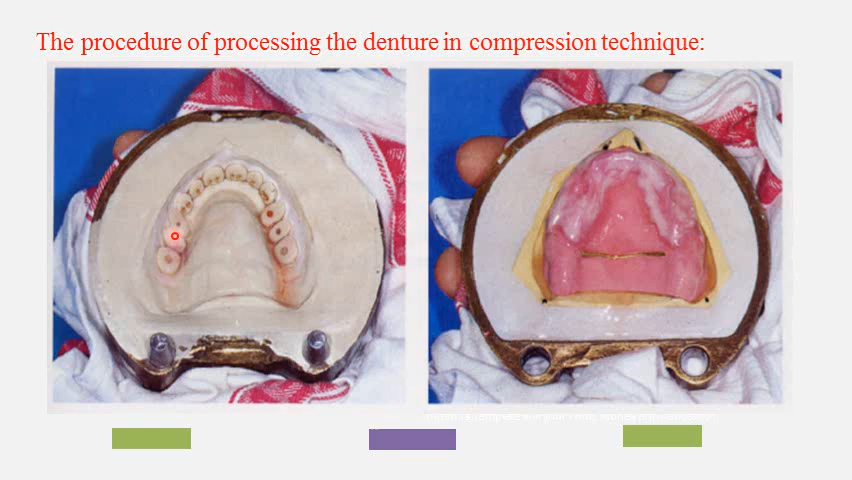 The procedure of processing the denture in compression technique: